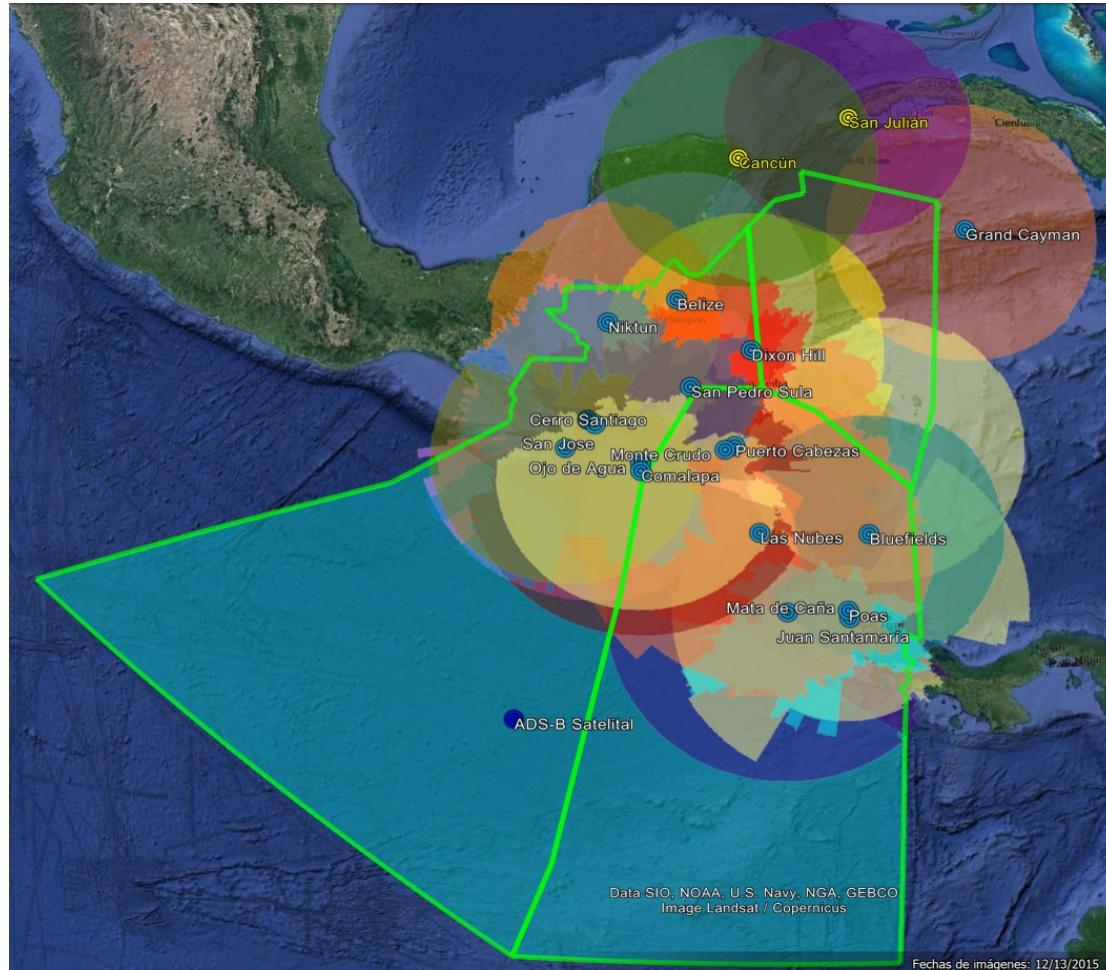 San Julián
Cienfuegos
Cancún
Grand Cayman
Belize
Niktun
Dixon Hill
San Pedro Sula
Cerro Santiago
San Jose
Monte Crudo
Puerto Cabezas
Ojo de Agua
Comalapa
Las Nubes
Bluefields
Mata de Caña
Poas
Juan Santamaría
ADS-B Satelital
Data SIO, NOAA, U.S. Navy, NGA, GEBCO
Image Landsat / Copernicus
Fechas de imágenes: 12/13/2015